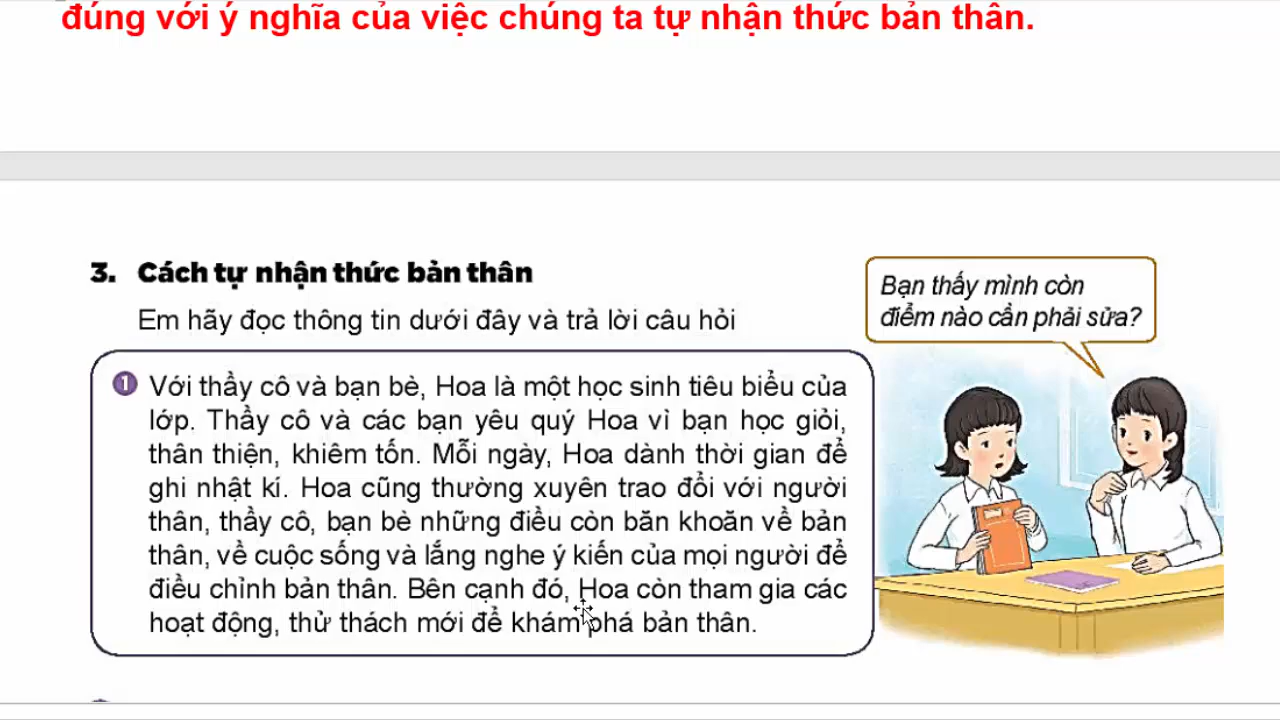 đúng với ý nghĩa của việc chúng ta tự nhận thức bản thân.
3. Cách tự nhận thức bản thân
Em hãy đọc thông tin dưới đây và trả lời câu hỏi
Bạn thấy mình còn
điểm nào cần phải sửa?
1 Với thầy cô và bạn bè, Hoa là một học sinh tiêu biểu của
lớp. Thầy cô và các bạn yêu quý Hoa vì bạn học giỏi,
thân thiện, khiêm tốn. Mỗi ngày, Hoa dành thời gian để
ghi nhật kí. Hoa cũng thường xuyên trao đổi với người
thân, thầy cô, bạn bè những điều còn băn khoăn về bản
thân, về cuộc sống và lắng nghe ý kiến của mọi người để
điều chỉnh bản thân. Bên cạnh đó, Hoa còn tham gia các
hoạt động, thử thách mới để khám phá bản thân.